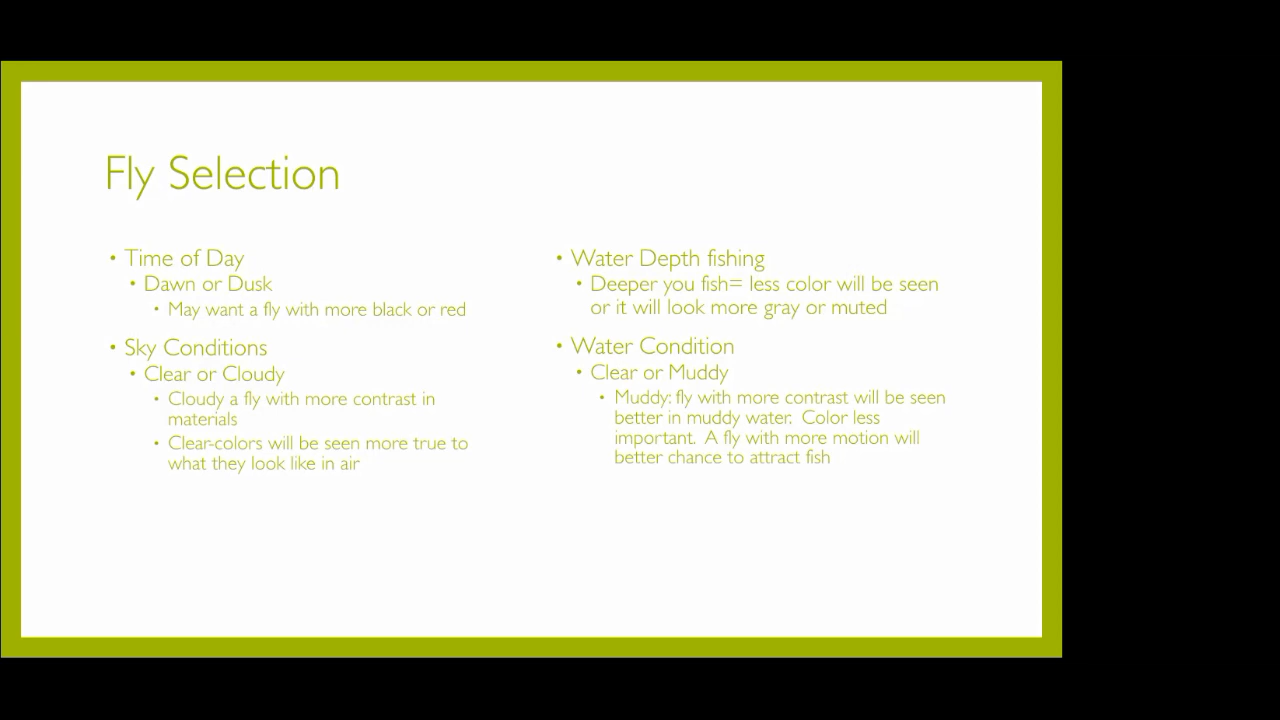 Fly Selection
• Time of Day
• Dawn or Dusk
• May want a fly with more black or red
• Sky Conditions
• Clear or Cloudy
• Cloudy a fly with more contrast in
materials
• Clear-colors will be seen more true to
what they look like in air
• Water Depth fishing
• Deeper you fish= less color will be seen
or it will look more gray or muted
• Water Condition
• Clear or Muddy
• Muddy: fly with more contrast will be seen
better in muddy water. Color less
important. A fly with more motion will
better chance to attract fish